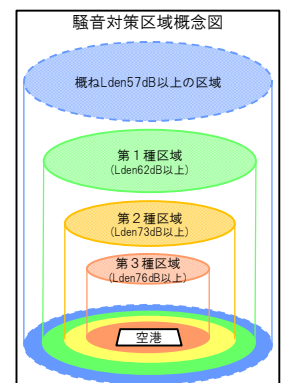 騒音対策区域概念図
概ねLden57dB以上の区域
第１種区域
(Lden62dB以上)
第２種区域
(Lden73dB以上)
第３種区域
(Lden76dB以上)
空港